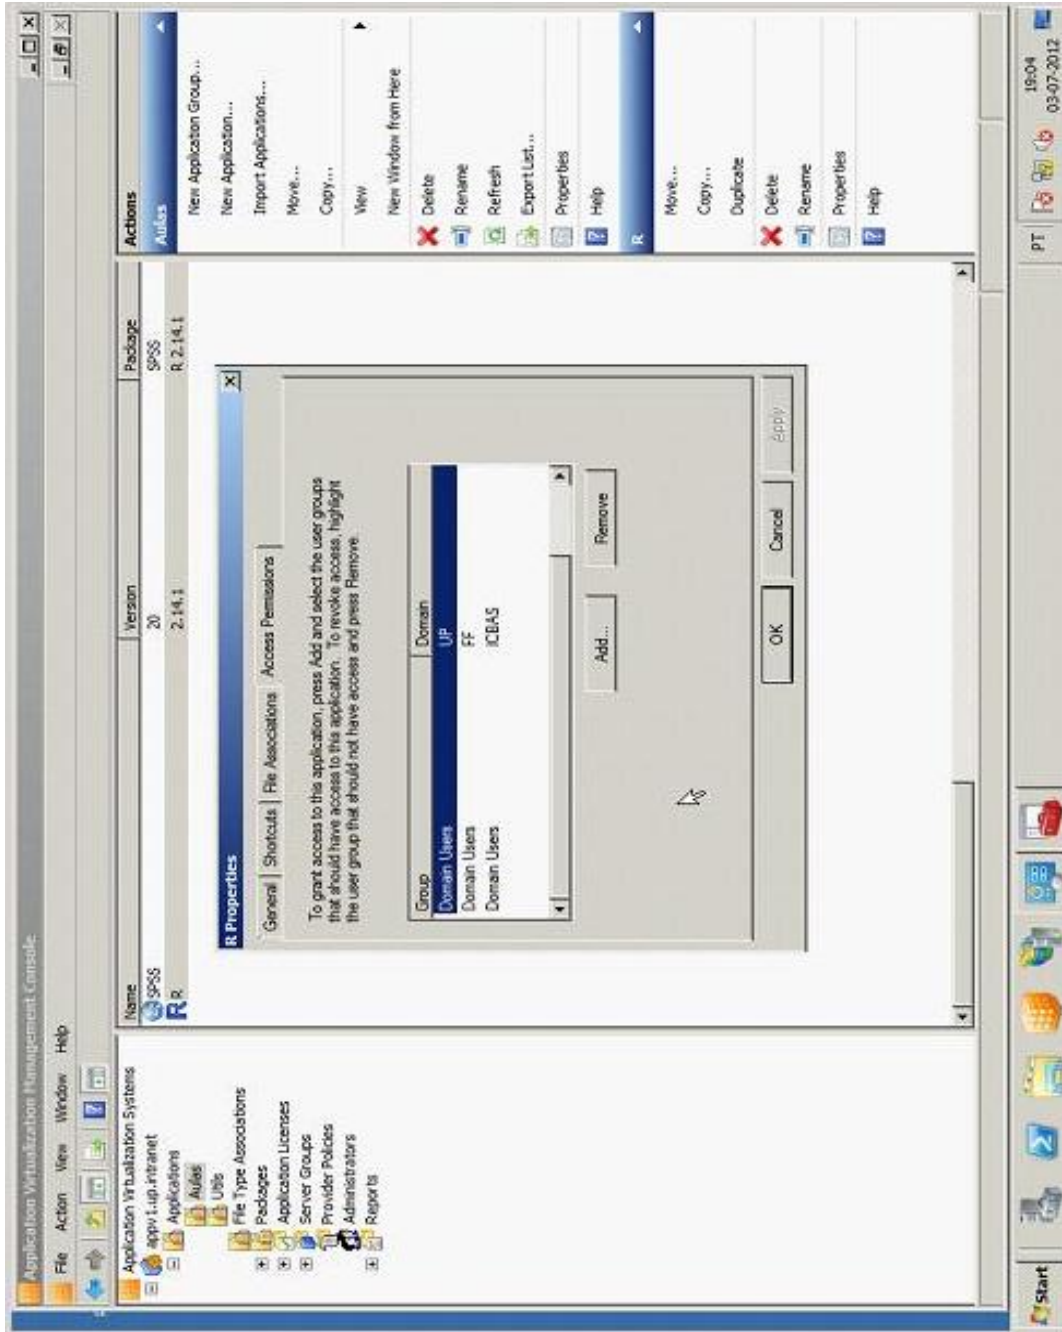 Application Virtualization Management Console
File Action View Window Help
Application Virtualization Systems
appv1.up.intranet
Applications
Aulas
Utils
File Type Associations
Packages
Application Licenses
Server Groups
Provider Policies
Administrators
Reports
Name Version Package
SPSS 20 SPSS
R 2.14.1 R 2.14.1
R Properties
General Shortcuts File Associations Access Permissions
To grant access to this application, press Add and select the user groups
that should have access to this application. To revoke access, highlight
the user group that should not have access and press Remove.
Group Domain
Domain Users UP
Domain Users FF
Domain Users ICBAS
Add... Remove
OK Cancel Apply
Actions
Aulas
New Application Group...
New Application...
Import Applications...
Move...
Copy...
View
New Window from Here
Delete
Rename
Refresh
Export List...
Properties
Help
R
Move...
Copy...
Duplicate
Delete
Rename
Properties
Help
Start
PT
19:04
03-07-2012